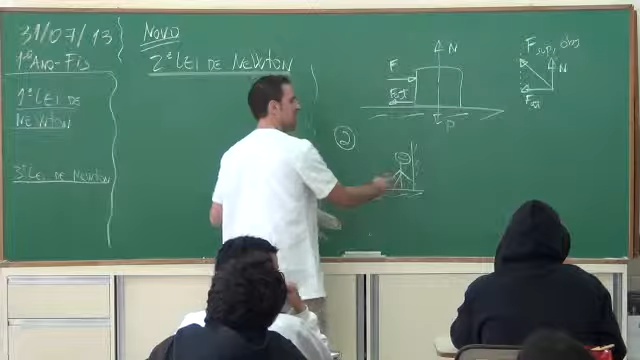 31/07/13
1º ANO-FÍS
1ª LEI DE
NEWTON
3ª LEI DE NEWTON
NOVO
2ª LEI DE NEWTON
F
Fat
N
P
2
N
Fat